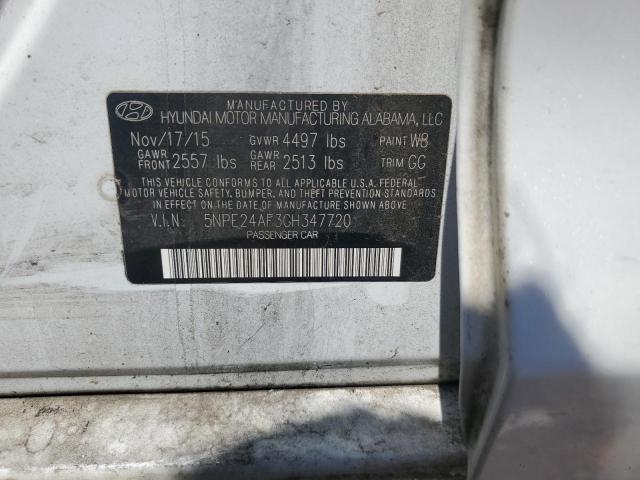 MANUFACTURED BY
HYUNDAI MOTOR MANUFACTURING ALABAMA, LLC
Nov/17/15 GVWR 4497 lbs PAINT W8
GAWR FRONT 2557 lbs GAWR REAR 2513 lbs TRIM GG
THIS VEHICLE CONFORMS TO ALL APPLICABLE U.S.A. FEDERAL
MOTOR VEHICLE SAFETY, BUMPER, AND THEFT PREVENTION STANDARDS
IN EFFECT ON THE DATE OF MANUFACTURE SHOWN ABOVE
V.I.N: 5NPE24AF3GH347720
PASSENGER CAR